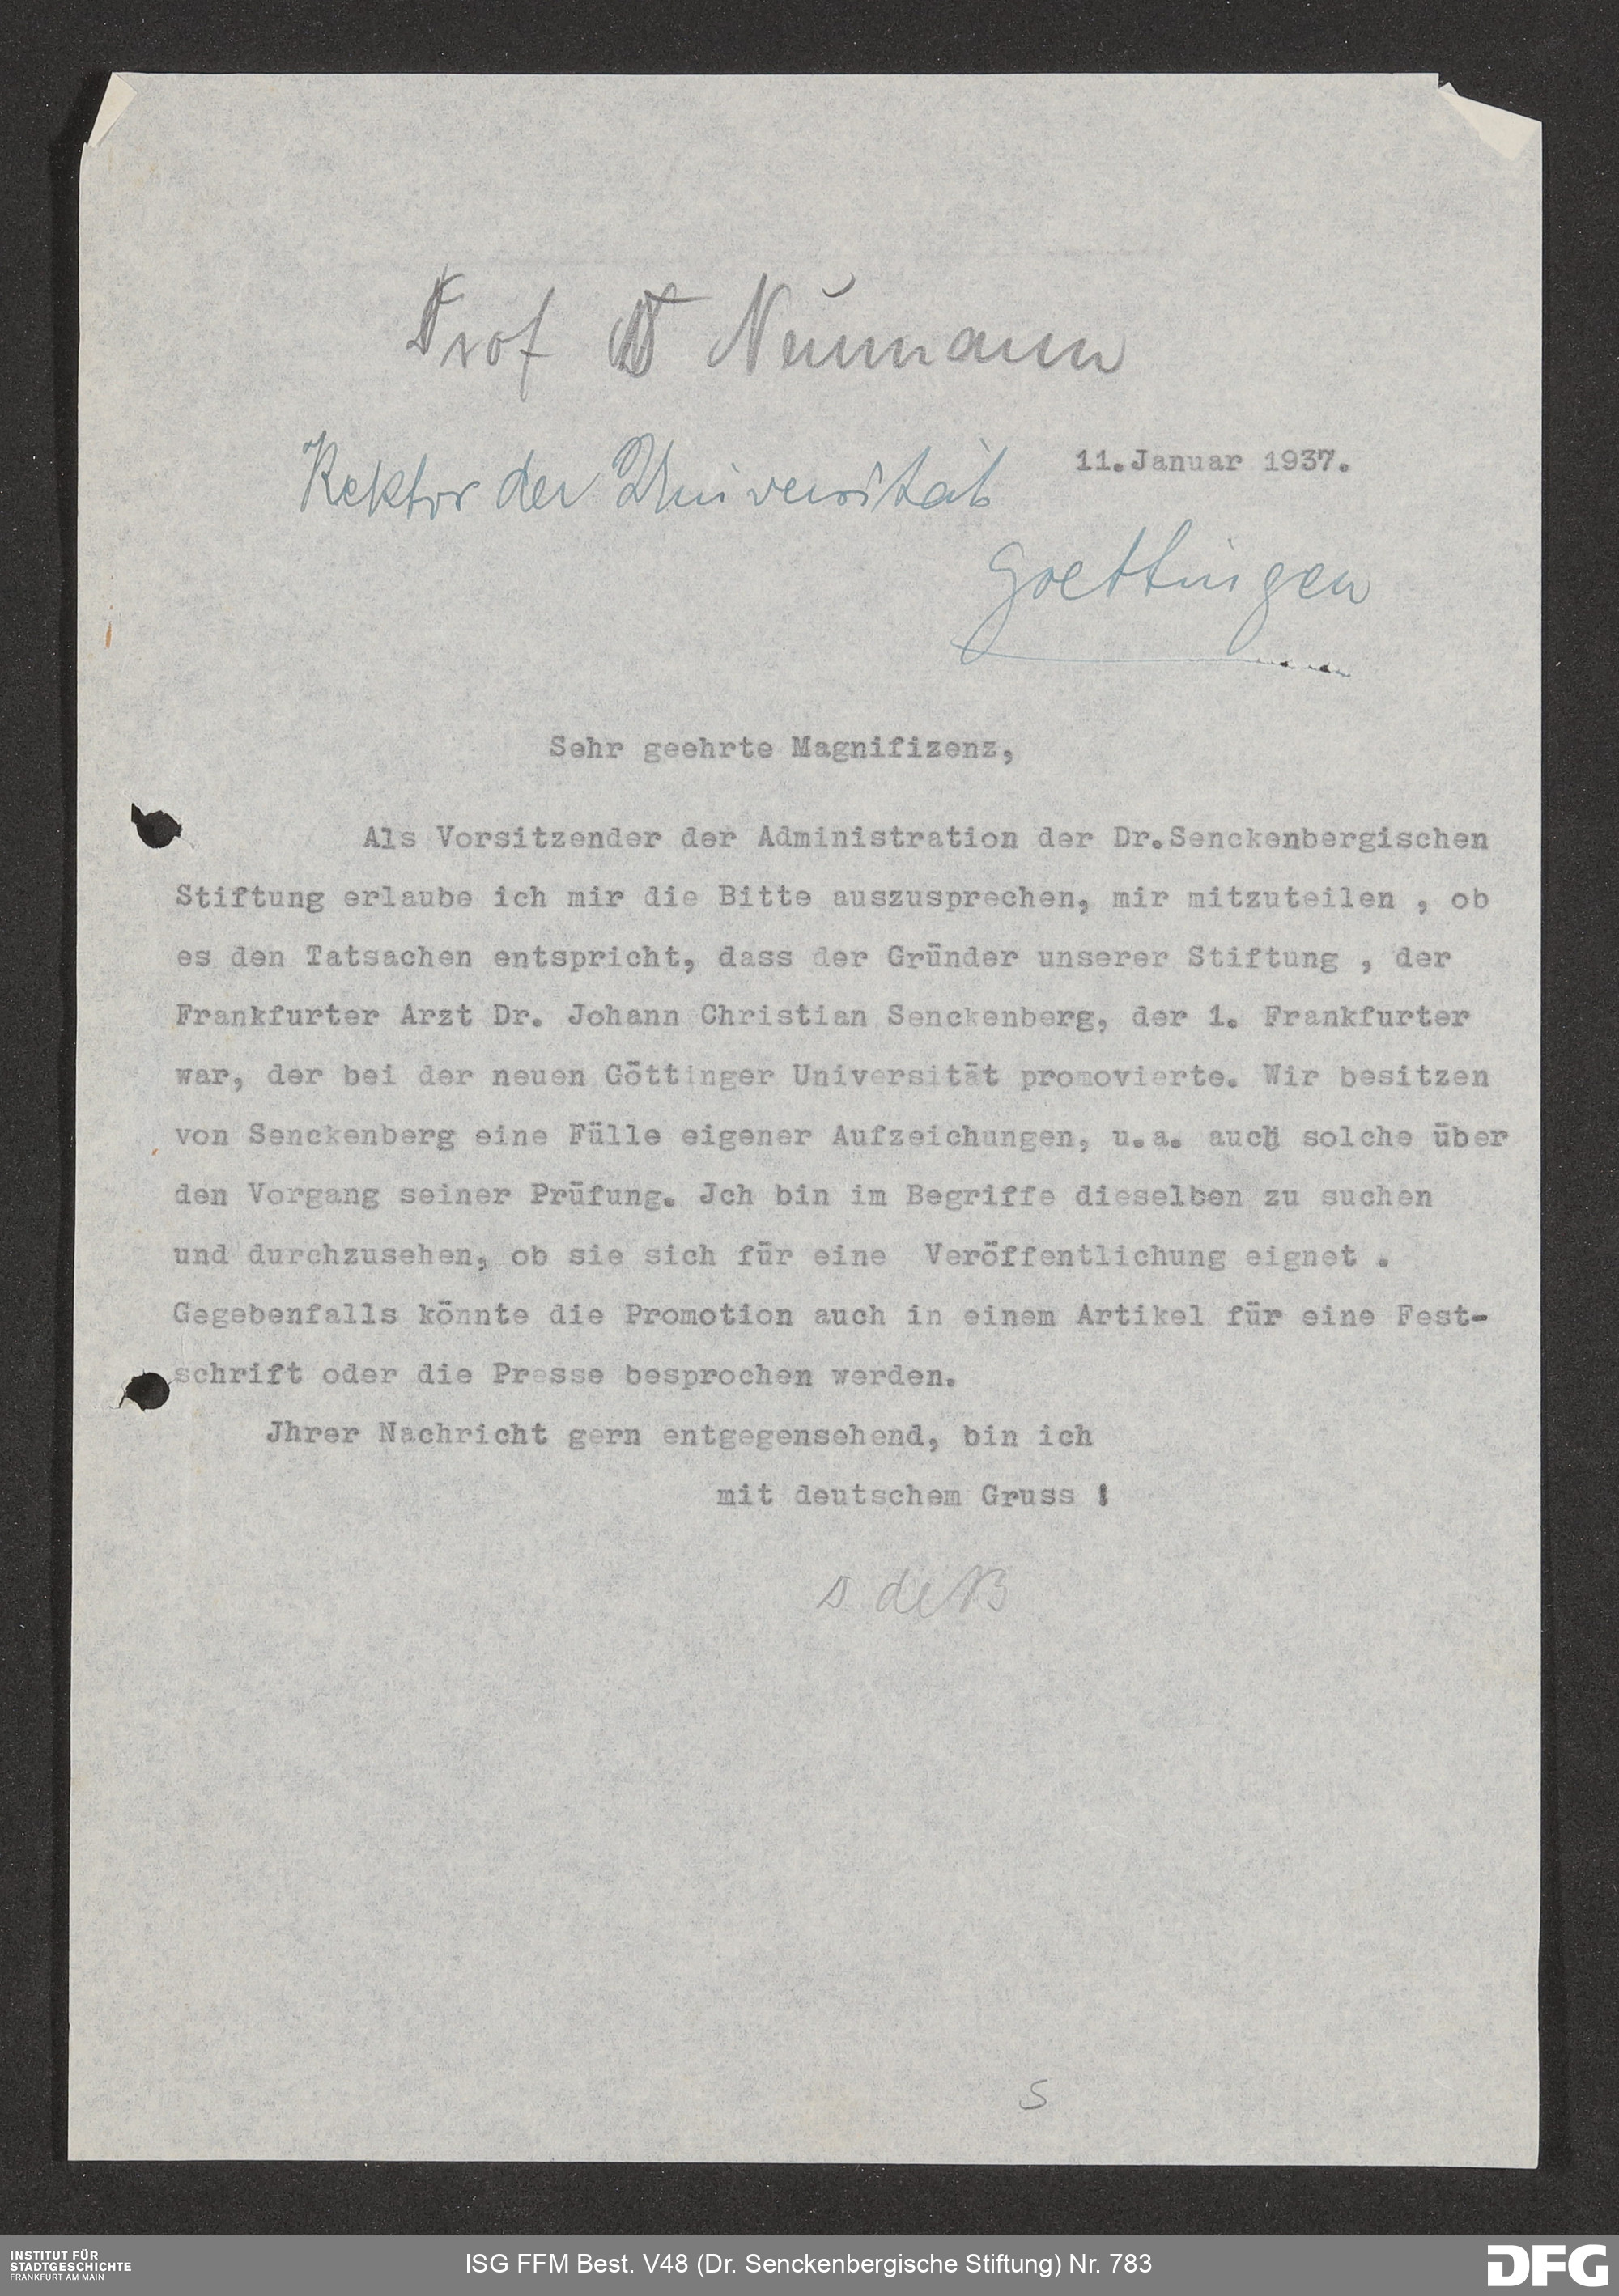 Prof Neumann
Rektor der Universität
11.Januar 1937.
Goettingen
Sehr geehrte Magnifizenz,
Als Vorsitzender der Administration der Dr.Senckenbergischen
Stiftung erlaube ich mir die Bitte auszusprechen, mir mitzuteilen , ob
es den Tatsachen entspricht, dass der Gründer unserer Stiftung , der
Frankfurter Arzt Dr. Johann Christian Senckenberg, der 1. Frankfurter
war, der bei der neuen Göttinger Universität promovierte. Wir besitzen
von Senckenberg eine Fülle eigener Aufzeichungen, u.a. auch solche über
den Vorgang seiner Prüfung. Jch bin im Begriffe dieselben zu suchen
und durchzusehen, ob sie sich für eine Veröffentlichung eignet .
Gegebenfalls könnte die Promotion auch in einem Artikel für eine Fest-
schrift oder die Presse besprochen werden.
Jhrer Nachricht gern entgegensehend, bin ich
mit deutschem Gruss !
deB
5
INSTITUT FÜR
STADTGESCHICHTE
FRANKFURT AM MAIN
ISG FFM Best. V48 (Dr. Senckenbergische Stiftung) Nr. 783
DFG